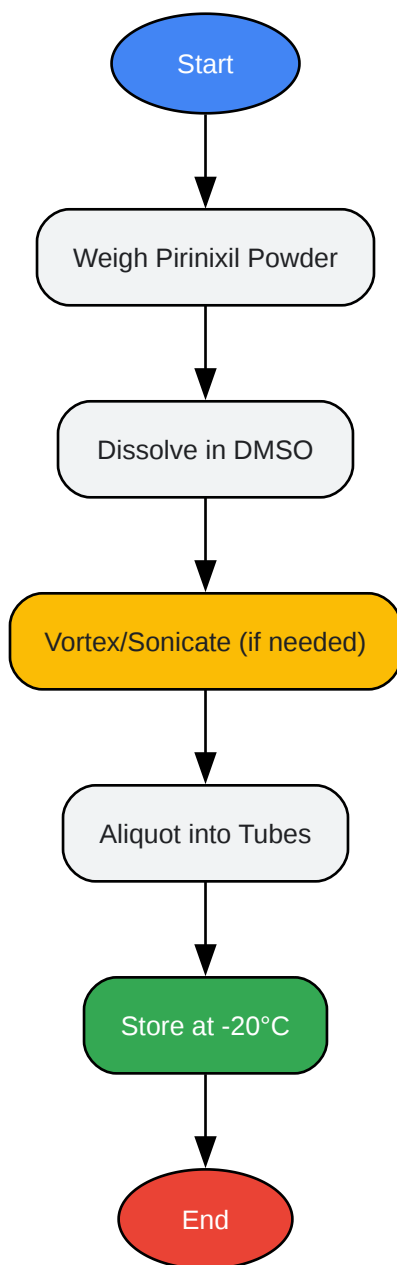 Start
Weigh Pirinixil Powder
Dissolve in DMSO
Vortex/Sonicate (if needed)
Aliquot into Tubes
Store at -20°C
End